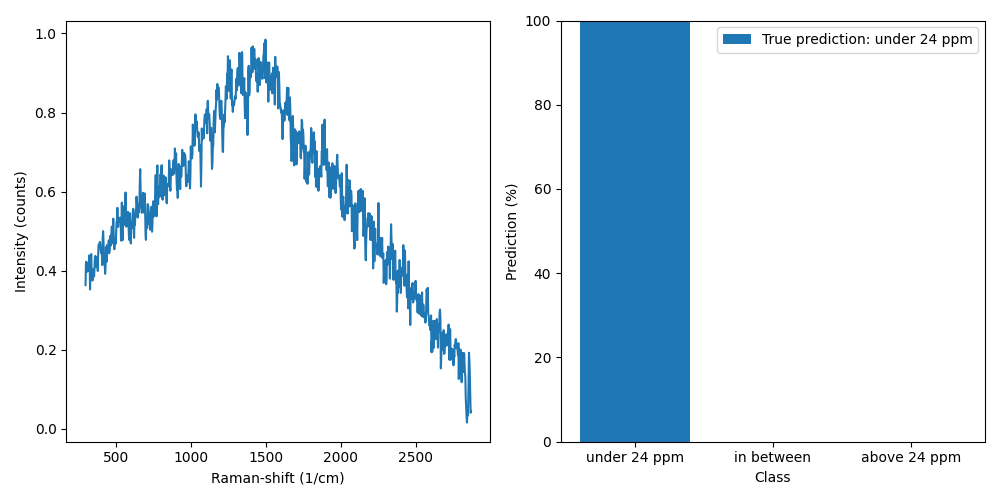 1.0
0.8
0.6
0.4
0.2
0.0
Intensity (counts)
500 1000 1500 2000 2500
Raman-shift (1/cm)
100
80
60
40
20
0
Prediction (%)
True prediction: under 24 ppm
under 24 ppm in between above 24 ppm
Class